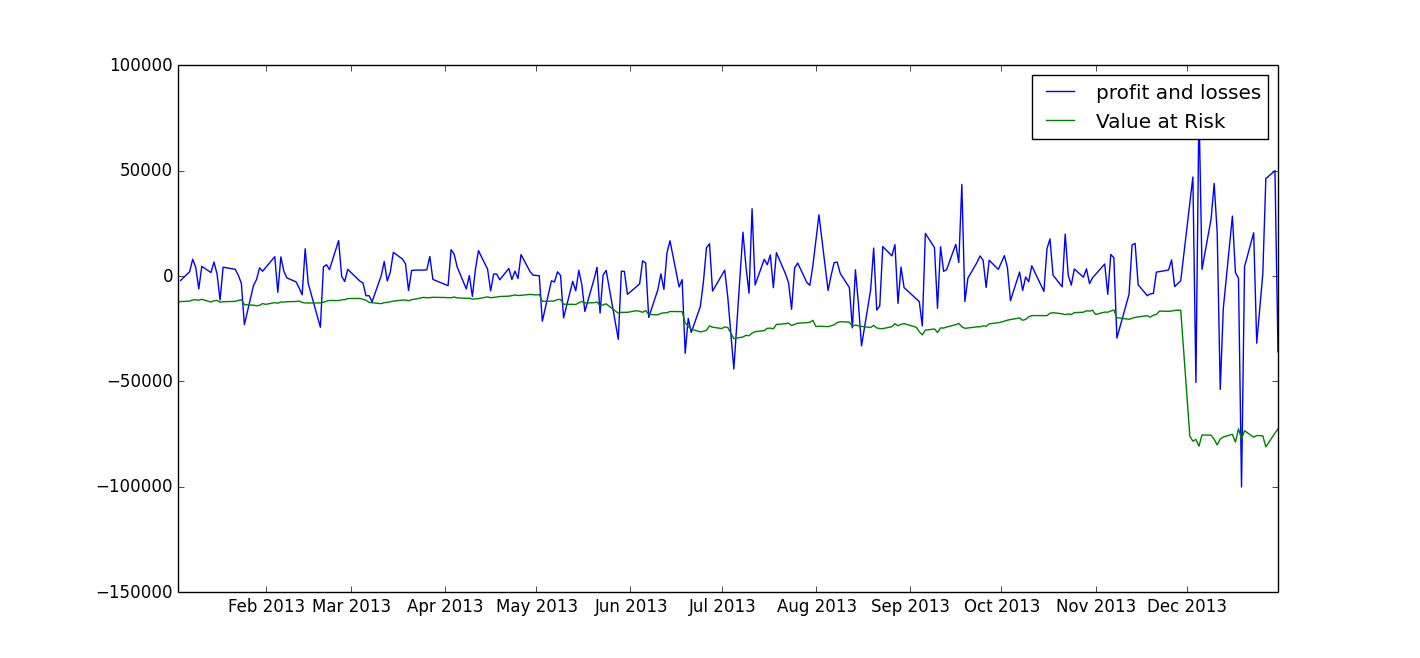 100000
50000
0
−50000
−100000
−150000
profit and losses
Value at Risk
Feb 2013 Mar 2013 Apr 2013 May 2013 Jun 2013 Jul 2013 Aug 2013 Sep 2013 Oct 2013 Nov 2013 Dec 2013